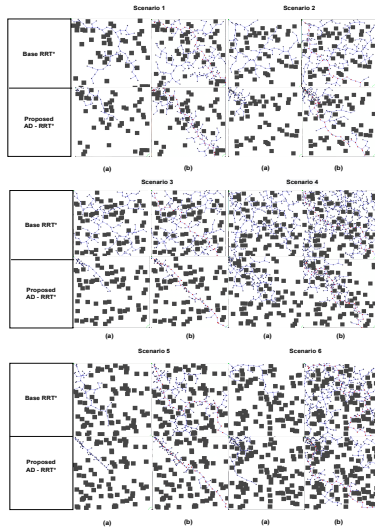 Scenario 1
Scenario 2
Base RRT*
Proposed
AD - RRT*
(a)
(b)
(a)
(b)
Scenario 3
Scenario 4
Base RRT*
Proposed
AD - RRT*
(a)
(b)
(a)
(b)
Scenario 5
Scenario 6
Base RRT*
Proposed
AD - RRT*
(a)
(b)
(a)
(b)